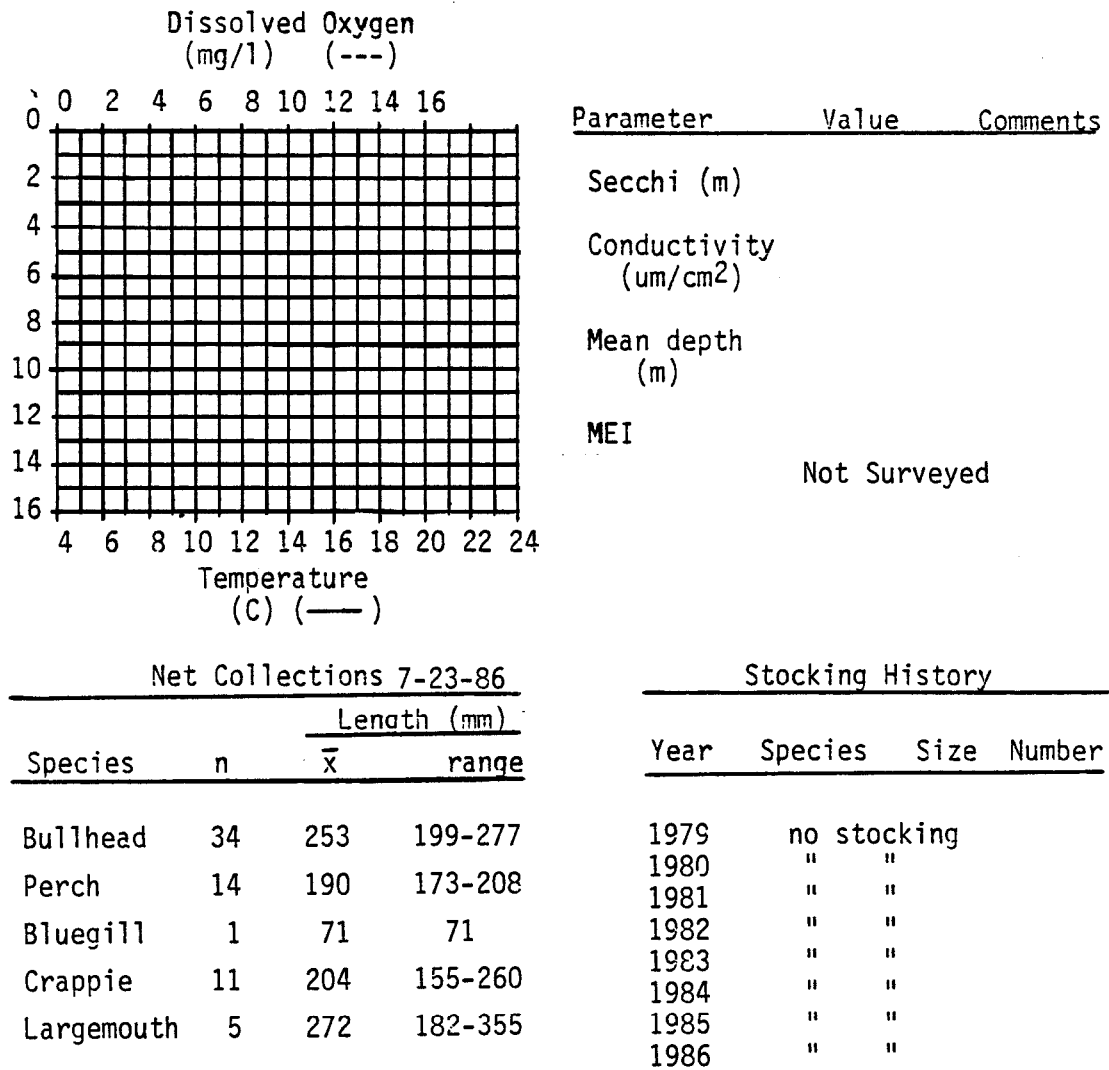 Dissolved Oxygen
(mg/l) (---)
0 2 4 6 8 10 12 14 16
0
2
4
6
8
10
12
14
16
4 6 8 10 12 14 16 18 20 22 24
Temperature
(C) (——)
Parameter Value Comments
Secchi (m)
Conductivity
(um/cm2)
Mean depth
(m)
MEI
Not Surveyed
Net Collections 7-23-86
Length (mm)
Species n x̄ range
Bullhead 34 253 199-277
Perch 14 190 173-208
Bluegill 1 71 71
Crappie 11 204 155-260
Largemouth 5 272 182-355
Stocking History
Year Species Size Number
1979 no stocking
1980 " "
1981 " "
1982 " "
1983 " "
1984 " "
1985 " "
1986 " "